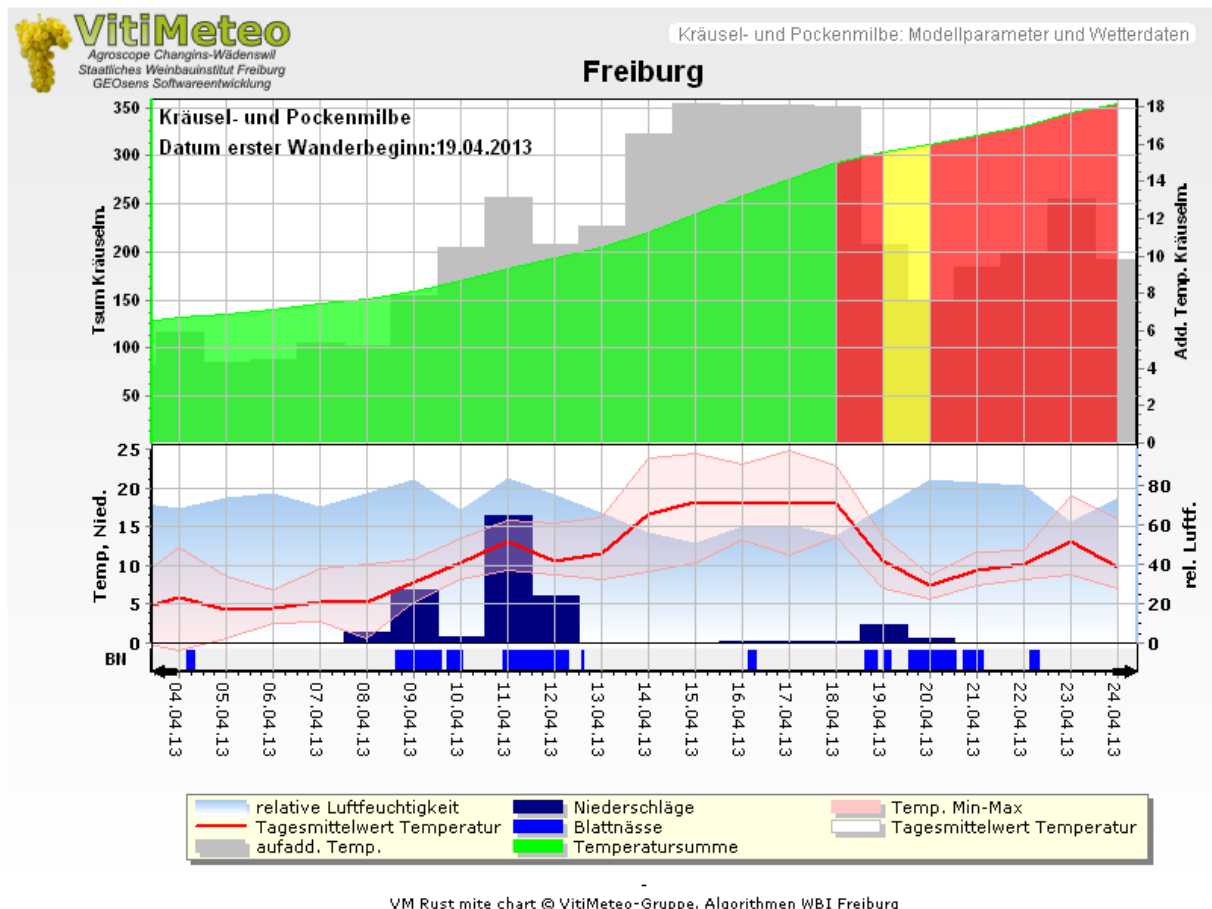 VitiMeteo
Agroscope Changins-Wädenswil
Staatliches Weinbauinstitut Freiburg
GEOsens Softwareentwicklung
Kräusel- und Pockenmilbe: Modellparameter und Wetterdaten
Freiburg
Kräusel- und Pockenmilbe
Datum erster Wanderbeginn:19.04.2013
Tsum Kräuselm.
350
300
250
200
150
100
50
Add. Temp. Kräuselm.
18
16
14
12
10
8
6
4
2
0
Temp, Nied.
25
20
15
10
5
0
rel. Luftf.
80
60
40
20
0
BN
04.04.13
05.04.13
06.04.13
07.04.13
08.04.13
09.04.13
10.04.13
11.04.13
12.04.13
13.04.13
14.04.13
15.04.13
16.04.13
17.04.13
18.04.13
19.04.13
20.04.13
21.04.13
22.04.13
23.04.13
24.04.13
relative Luftfeuchtigkeit
Niederschläge
Temp. Min-Max
Tagesmittelwert Temperatur
Blattnässe
Tagesmittelwert Temperatur
aufadd. Temp.
Temperatursumme
-
VM Rust mite chart © VitiMeteo-Gruppe, Algorithmen WBI Freiburg